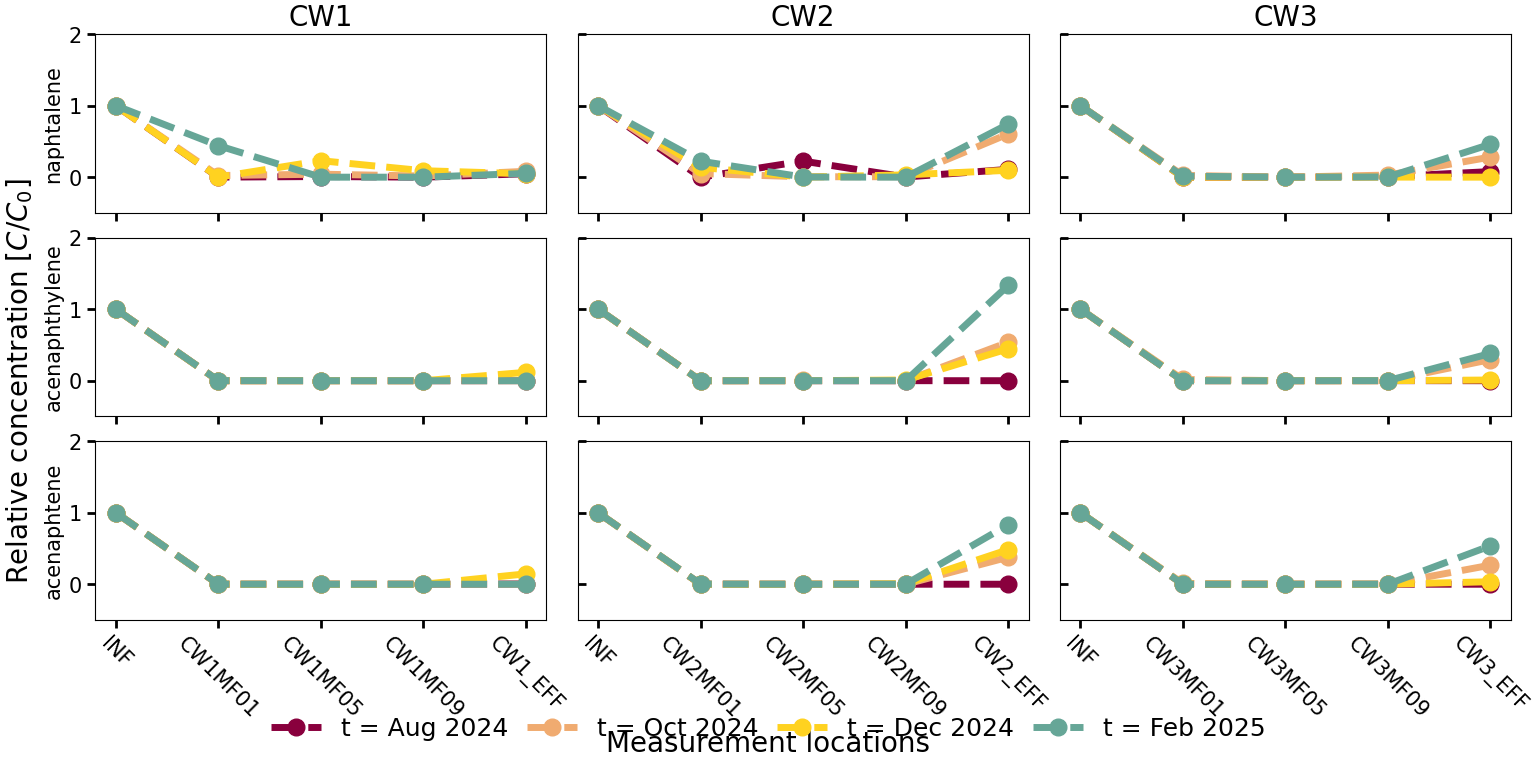 CW1 CW2 CW3
Relative concentration [C/C0]
naphtalene
2
1
0
acenaphthylene
2
1
0
acenaphtene
2
1
0
INF CW1MF01 CW1MF05 CW1MF09 CW1_EFF
INF CW2MF01 CW2MF05 CW2MF09 CW2_EFF
INF CW3MF01 CW3MF05 CW3MF09 CW3_EFF
t = Aug 2024 t = Oct 2024 t = Dec 2024 t = Feb 2025
Measurement locations